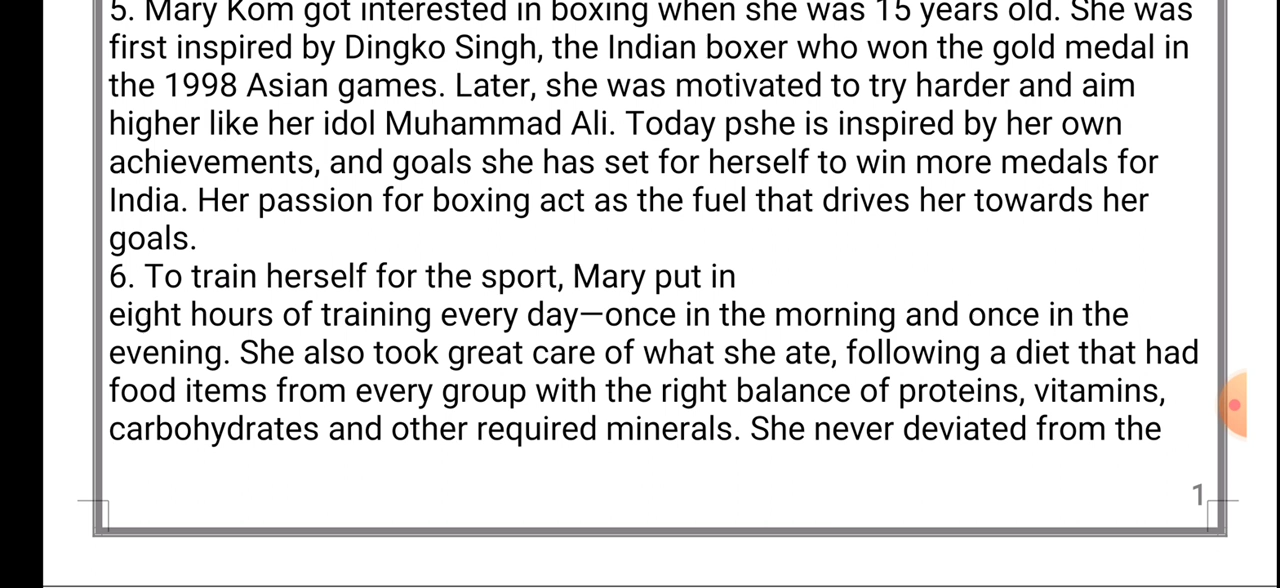 5. Mary Kom got interested in boxing when she was 15 years old. She was
first inspired by Dingko Singh, the Indian boxer who won the gold medal in
the 1998 Asian games. Later, she was motivated to try harder and aim
higher like her idol Muhammad Ali. Today pshe is inspired by her own
achievements, and goals she has set for herself to win more medals for
India. Her passion for boxing act as the fuel that drives her towards her
goals.
6. To train herself for the sport, Mary put in
eight hours of training every day—once in the morning and once in the
evening. She also took great care of what she ate, following a diet that had
food items from every group with the right balance of proteins, vitamins,
carbohydrates and other required minerals. She never deviated from the
1